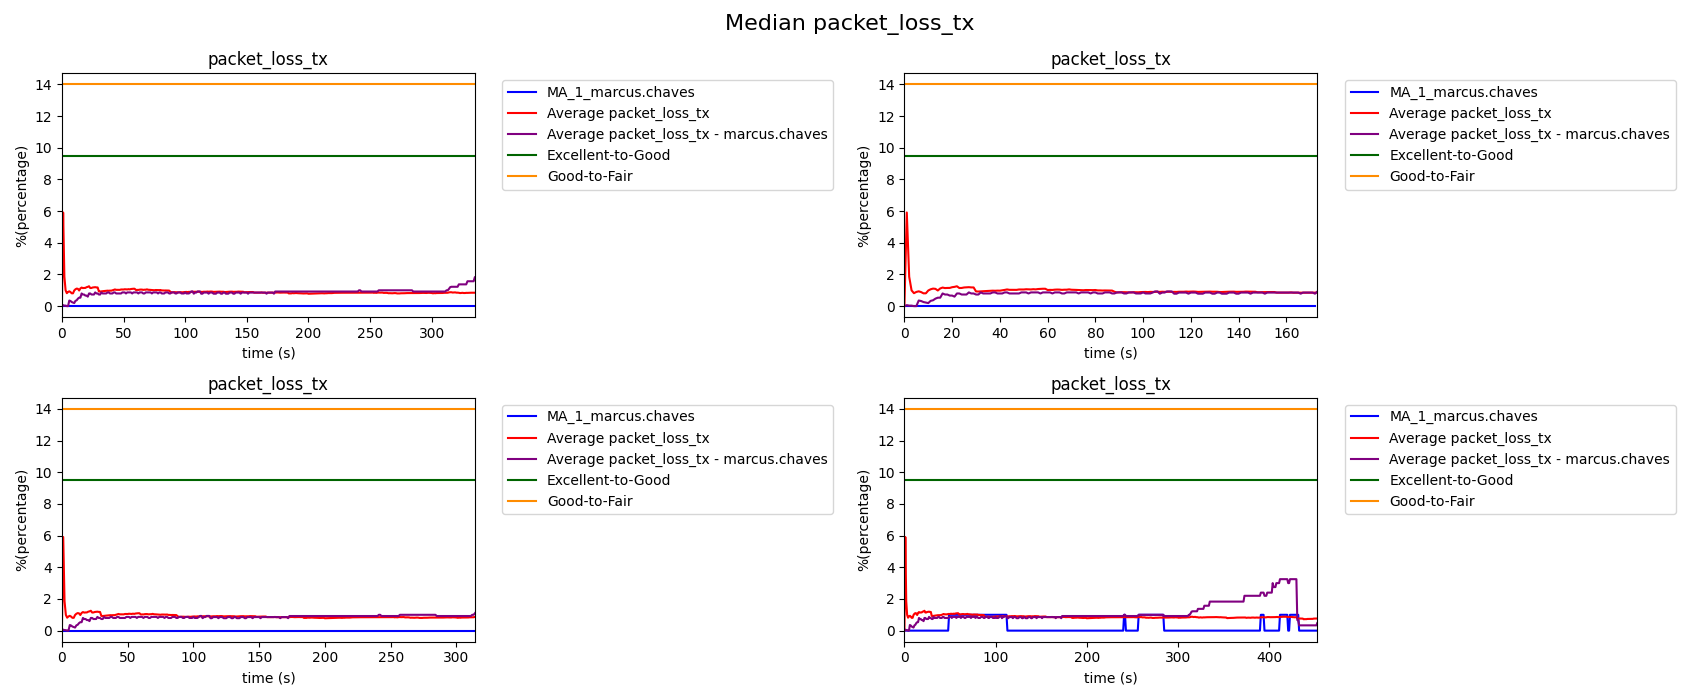 Median packet_loss_tx
packet_loss_tx
14
12
10
8
6
4
2
0
%(percentage)
0 50 100 150 200 250 300
time (s)
MA_1_marcus.chaves
Average packet_loss_tx
Average packet_loss_tx - marcus.chaves
Excellent-to-Good
Good-to-Fair
packet_loss_tx
14
12
10
8
6
4
2
0
%(percentage)
0 20 40 60 80 100 120 140 160
time (s)
MA_1_marcus.chaves
Average packet_loss_tx
Average packet_loss_tx - marcus.chaves
Excellent-to-Good
Good-to-Fair
packet_loss_tx
14
12
10
8
6
4
2
0
%(percentage)
0 50 100 150 200 250 300
time (s)
MA_1_marcus.chaves
Average packet_loss_tx
Average packet_loss_tx - marcus.chaves
Excellent-to-Good
Good-to-Fair
packet_loss_tx
14
12
10
8
6
4
2
0
%(percentage)
0 100 200 300 400
time (s)
MA_1_marcus.chaves
Average packet_loss_tx
Average packet_loss_tx - marcus.chaves
Excellent-to-Good
Good-to-Fair